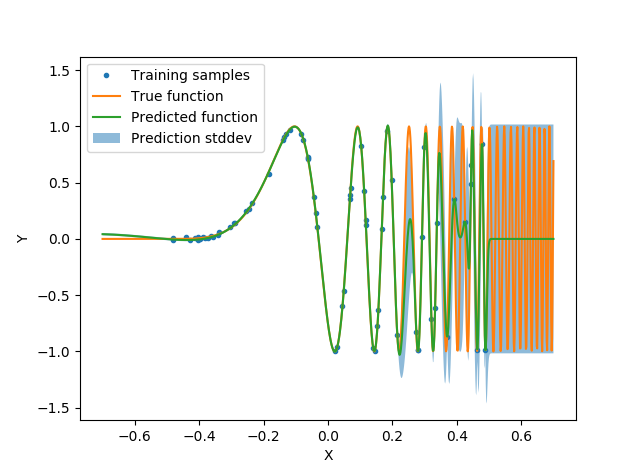 1.5
1.0
0.5
0.0
−0.5
−1.0
−1.5
Y
Training samples
True function
Predicted function
Prediction stddev
−0.6
−0.4
−0.2
0.0
0.2
0.4
0.6
X